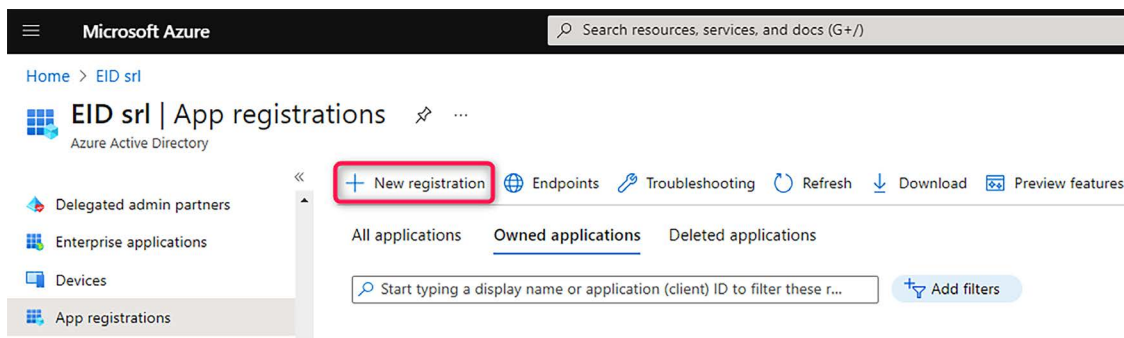 Microsoft Azure
Search resources, services, and docs (G+/)
Home > EID srl
EID srl | App registrations
Azure Active Directory
New registration
Endpoints
Troubleshooting
Refresh
Download
Preview features
Delegated admin partners
Enterprise applications
Devices
App registrations
All applications
Owned applications
Deleted applications
Start typing a display name or application (client) ID to filter these r...
Add filters